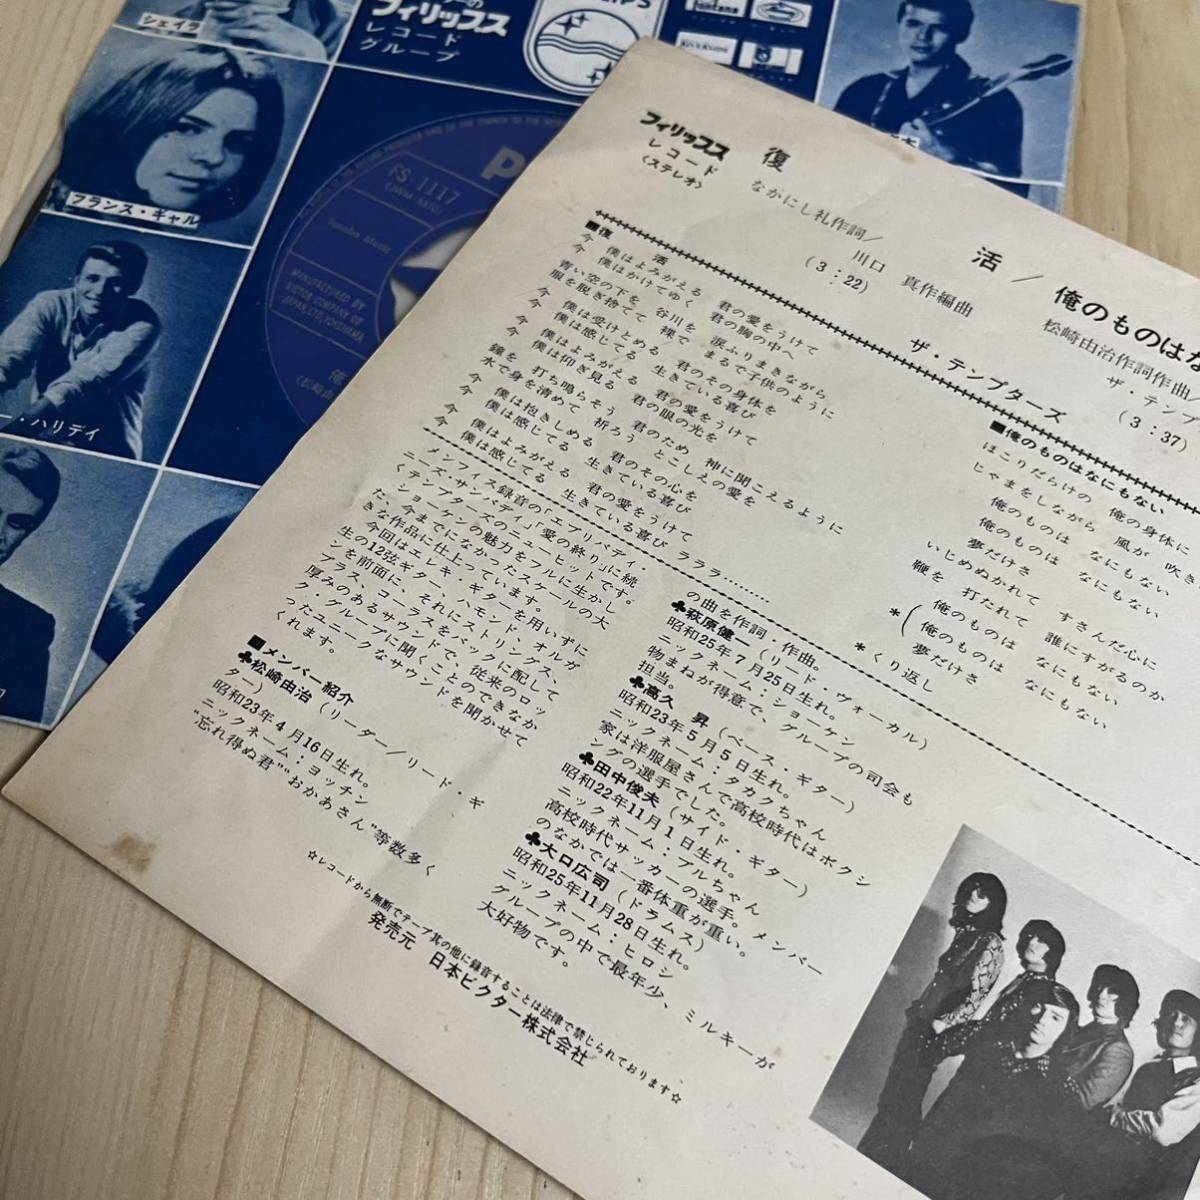 シェイラ
フィリップス
レコード
グループ
フランス・ギャル
・ハリデイ
FS-1117
Tandba Music
MANUFACTURED BY
VICTOR COMPANY OF
JAPAN, LTD., YOKOHAMA
フィリップス
レコード
(ステレオ)
復　活/俺のものはな
ながにし礼作詞/川口　真作編曲
(3:22)
松崎由治作詞作曲
ザ・テンプターズ
ザ・テンプ
(3:37)
■復　活
今　僕はよみがえる　君の愛をうけて
今　僕はかけてゆく　君の胸の中へ
青い空の下を　谷川を　涙ふりまきながら
服を脱ぎ捨てて　裸で　まるで子供のように
今　僕は受けとめる　君のその身体を
今　僕は感じてる　生きている喜び
今　僕はよみがえる　君の愛をうけて
今　僕は仰ぎ見る　君の眼の光を
鐘を　打ち鳴らそう　君のため　神に聞こえるように
水で身を清めて　祈ろう　とこしえの愛を
今　僕は抱きしめる　君のその心を
今　僕は感じてる　生きている喜び
今　僕はよみがえる　君の愛をうけて
今　僕は感じる　生きている喜び　ラララ……
■俺のものはなにもない
ほこりだらけの　俺の身体に
じゃまをしながら　風が　吹き
俺のものは　なにもない
俺のものは　なにもない
夢だけさ
いじめぬかれて　すさんだ心に
鞭を　打たれて　誰にすがるのか
*(俺のものは　なにもない
俺のものは　なにもない
夢だけさ
*くり返し
メンフィス録音の「エブリバディ・
ニーズ・サンバディ」「愛の終り」に続
くテンプターズのニューヒットです。
ショーケンの魅力をフルに生かし
た、今までになかったスケールの大
きな作品に仕上っています。
今回はエレキ・ギターを用いずに
生の12弦ギター、ハモンド・オルガ
ンを前面に、それにストリングス、
ブラス、コーラスをバックに配して
厚みのあるサウンドで、従来のロッ
ク・グループに聞くことのできなか
ったユニークなサウンドを聞かせて
くれます。
■メンバー紹介
♣松崎由治(リーダー/リード・ギ
ター)
昭和23年4月16日生れ。
ニックネーム:ヨッチン
“忘れ得ぬ君”“おかあさん”等数多く
の曲を作詞・作曲。
♣萩原健一(リード・ヴォーカル)
昭和25年7月25日生れ。
ニックネーム:ショーケン
物まねが得意で、グループの司会も
担当。
♣高久　昇(ベース・ギター)
昭和23年5月5日生れ。
ニックネーム:タカクちゃん
家は洋服屋さんで高校時代はボクシ
ングの選手でした。
♣田中俊夫(サイド・ギター)
昭和22年11月1日生れ。
ニックネーム:ブルちゃん
高校時代サッカーの選手。メンバー
のなかでは一番体重が重い。
♣大口広司(ドラムス)
昭和25年11月28日生れ。
ニックネーム:ヒロシ
グループの中で最年少、ミルキーが
大好物です。
☆レコードから無断でテープ其の他に録音することは法律で禁じられております☆
発売元　日本ビクター株式会社